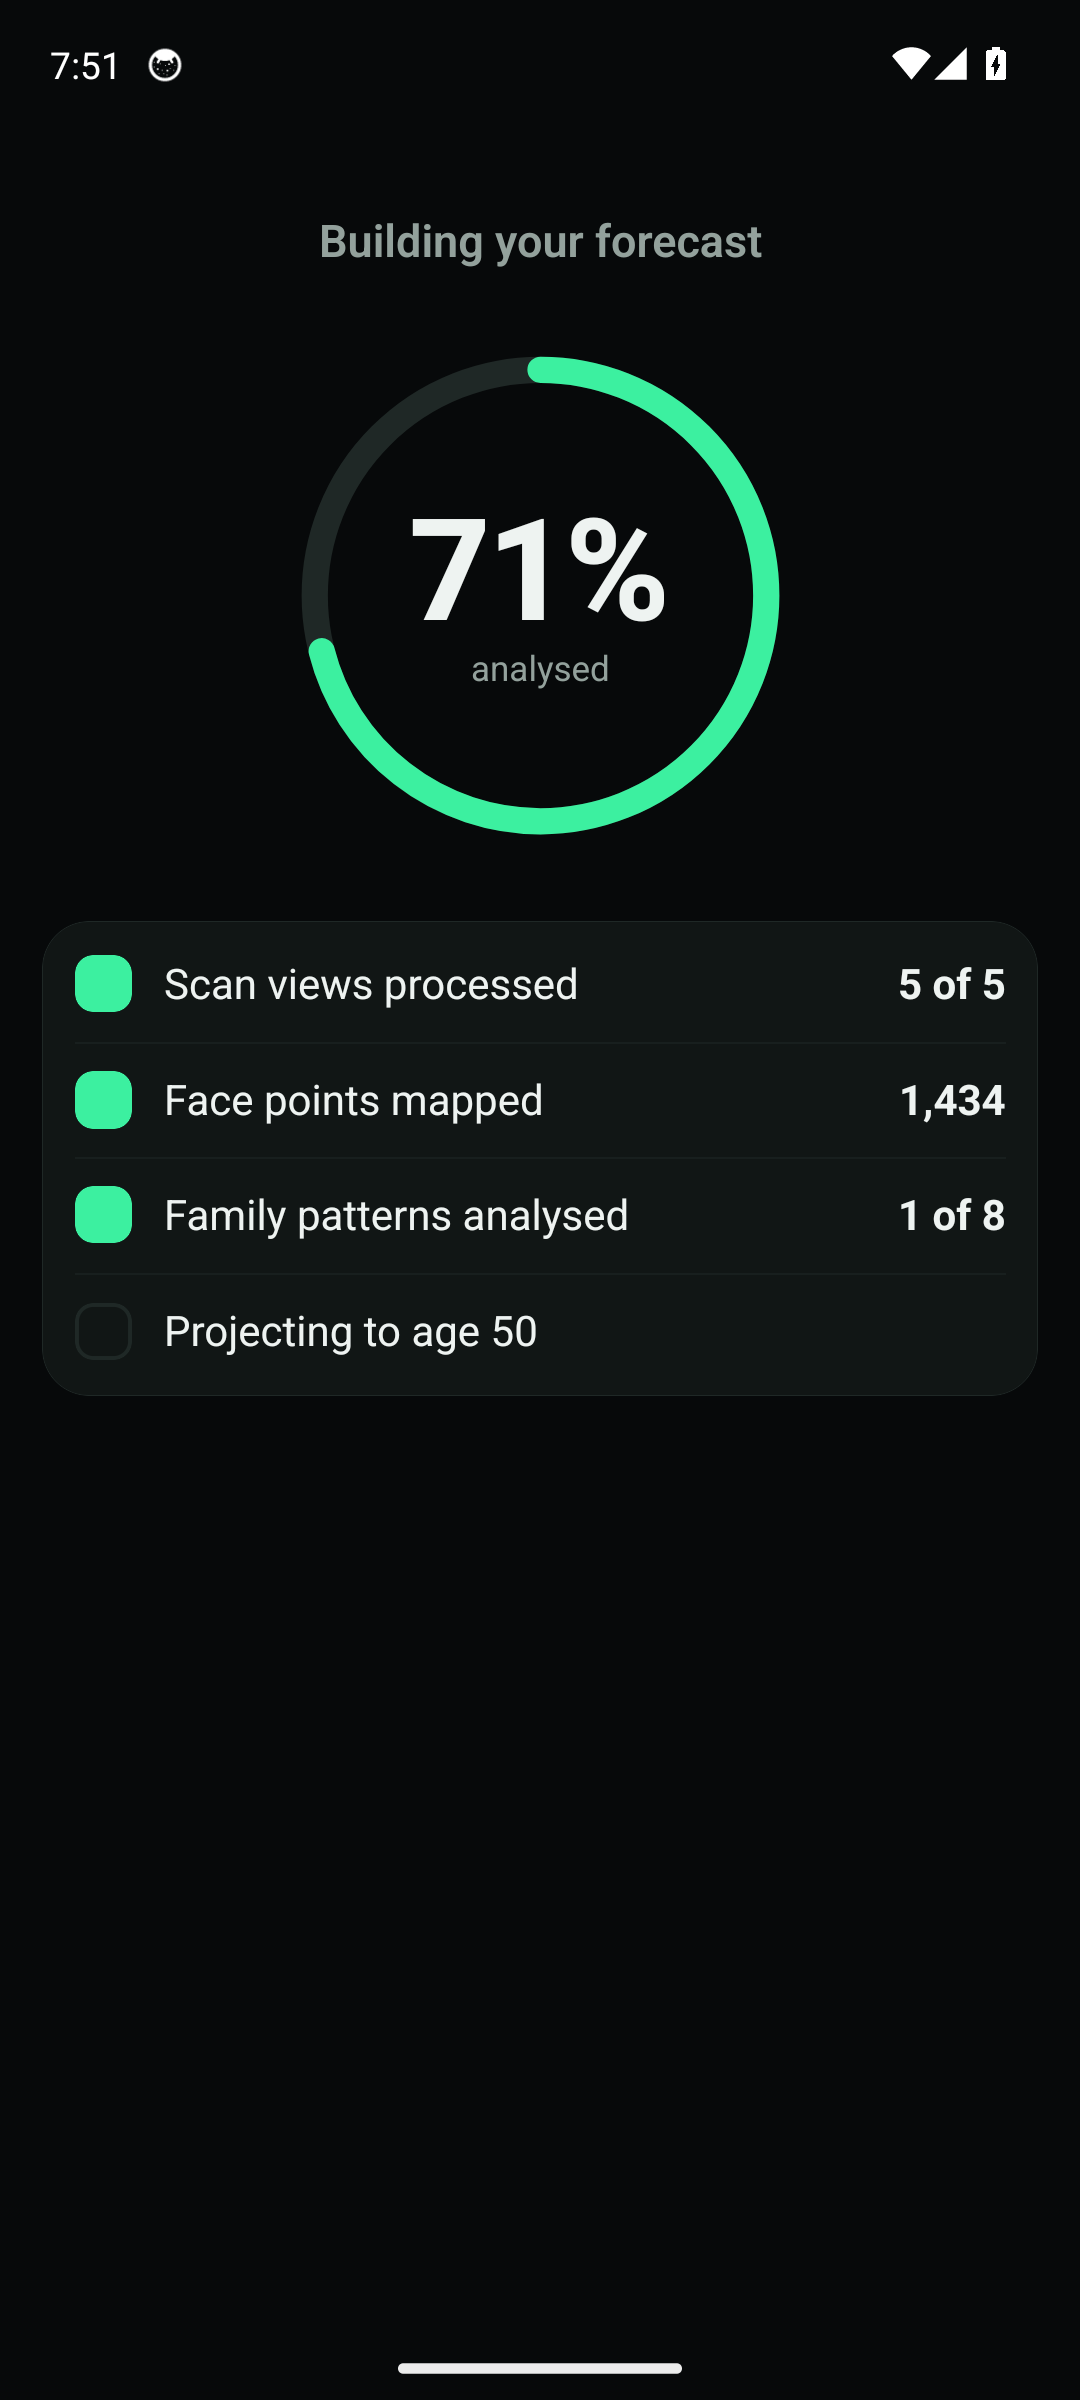 7:51
Building your forecast
71%
analysed
Scan views processed 5 of 5
Face points mapped 1,434
Family patterns analysed 1 of 8
Projecting to age 50